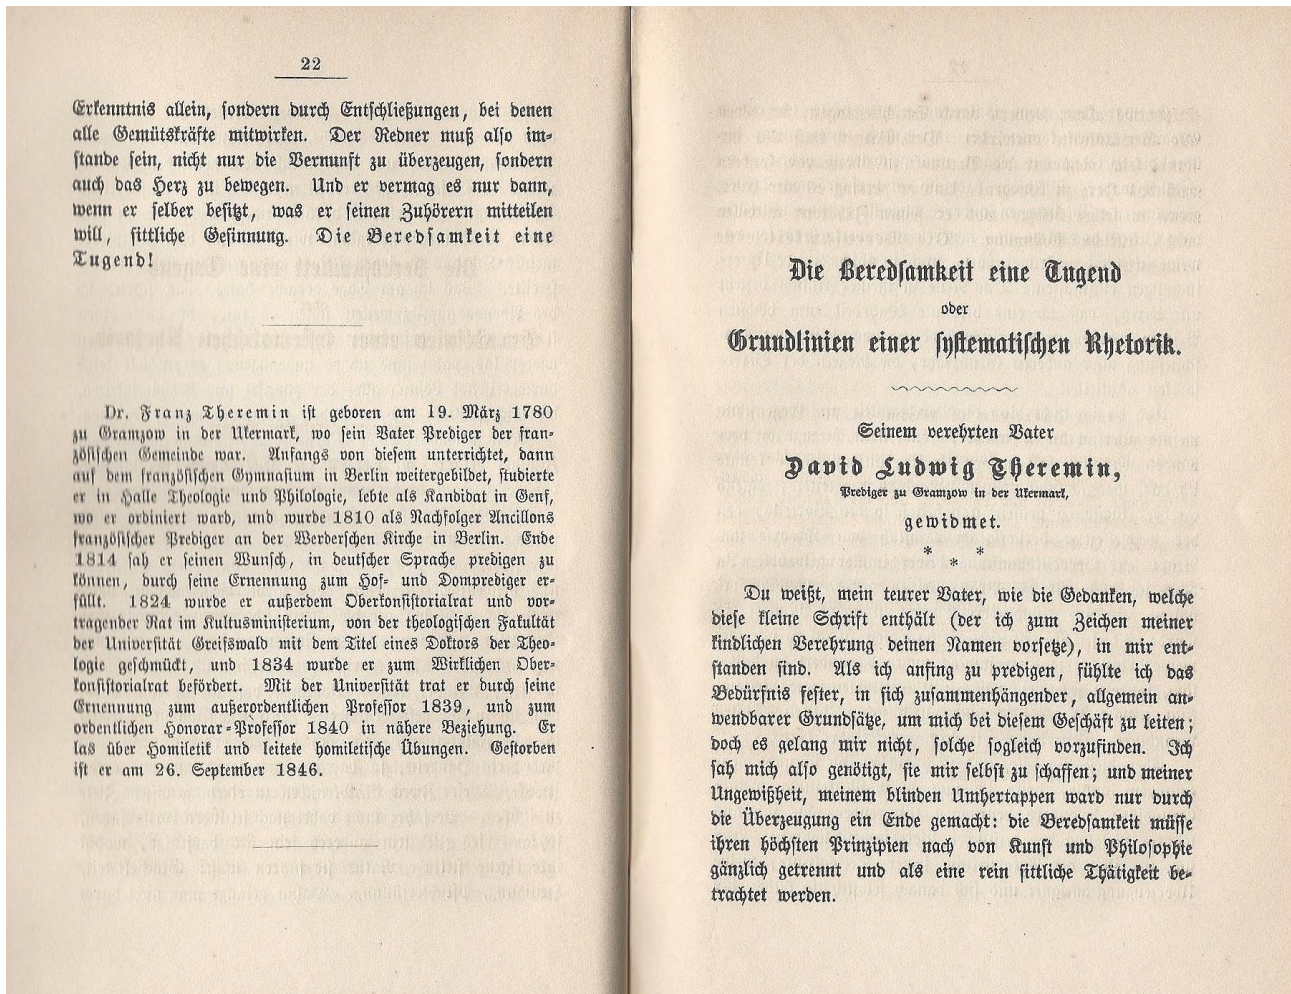 22
Erkenntnis allein, sondern durch Entschließungen, bei denen
alle Gemütskräfte mitwirken. Der Redner muß also im-
stande sein, nicht nur die Vernunft zu überzeugen, sondern
auch das Herz zu bewegen. Und er vermag es nur dann,
wenn er selber besitzt, was er seinen Zuhörern mitteilen
will, sittliche Gesinnung. Die Beredsamkeit eine
Tugend!
Dr. Franz Theremin ist geboren am 19. März 1780
zu Gramzow in der Ukermark, wo sein Vater Prediger der fran-
zösischen Gemeinde war. Anfangs von diesem unterrichtet, dann
auf dem französischen Gymnasium in Berlin weitergebildet, studierte
er in Halle Theologie und Philologie, lebte als Kandidat in Genf,
wo er ordiniert ward, und wurde 1810 als Nachfolger Ancillons
französischer Prediger an der Werderschen Kirche in Berlin. Ende
1814 sah er seinen Wunsch, in deutscher Sprache predigen zu
können, durch seine Ernennung zum Hof- und Domprediger er-
füllt. 1824 wurde er außerdem Oberkonsistorialrat und vor-
tragender Rat im Kultusministerium, von der theologischen Fakultät
der Universität Greifswald mit dem Titel eines Doktors der Theo-
logie geschmückt, und 1834 wurde er zum Wirklichen Ober-
konsistorialrat befördert. Mit der Universität trat er durch seine
Ernennung zum außerordentlichen Professor 1839, und zum
ordentlichen Honorar-Professor 1840 in nähere Beziehung. Er
las über Homiletik und leitete homiletische Übungen. Gestorben
ist er am 26. September 1846.
Die Beredsamkeit eine Tugend
oder
Grundlinien einer systematischen Rhetorik.
Seinem verehrten Vater
David Ludwig Theremin,
Prediger zu Gramzow in der Ukermark,
gewidmet.
* *
*
Du weißt, mein teurer Vater, wie die Gedanken, welche
diese kleine Schrift enthält (der ich zum Zeichen meiner
kindlichen Verehrung deinen Namen vorsetze), in mir ent-
standen sind. Als ich anfing zu predigen, fühlte ich das
Bedürfnis fester, in sich zusammenhängender, allgemein an-
wendbarer Grundsätze, um mich bei diesem Geschäft zu leiten;
doch es gelang mir nicht, solche sogleich vorzufinden. Ich
sah mich also genötigt, sie mir selbst zu schaffen; und meiner
Ungewißheit, meinem blinden Umhertappen ward nur durch
die Überzeugung ein Ende gemacht: die Beredsamkeit müsse
ihren höchsten Prinzipien nach von Kunst und Philosophie
gänzlich getrennt und als eine rein sittliche Thätigkeit be-
trachtet werden.